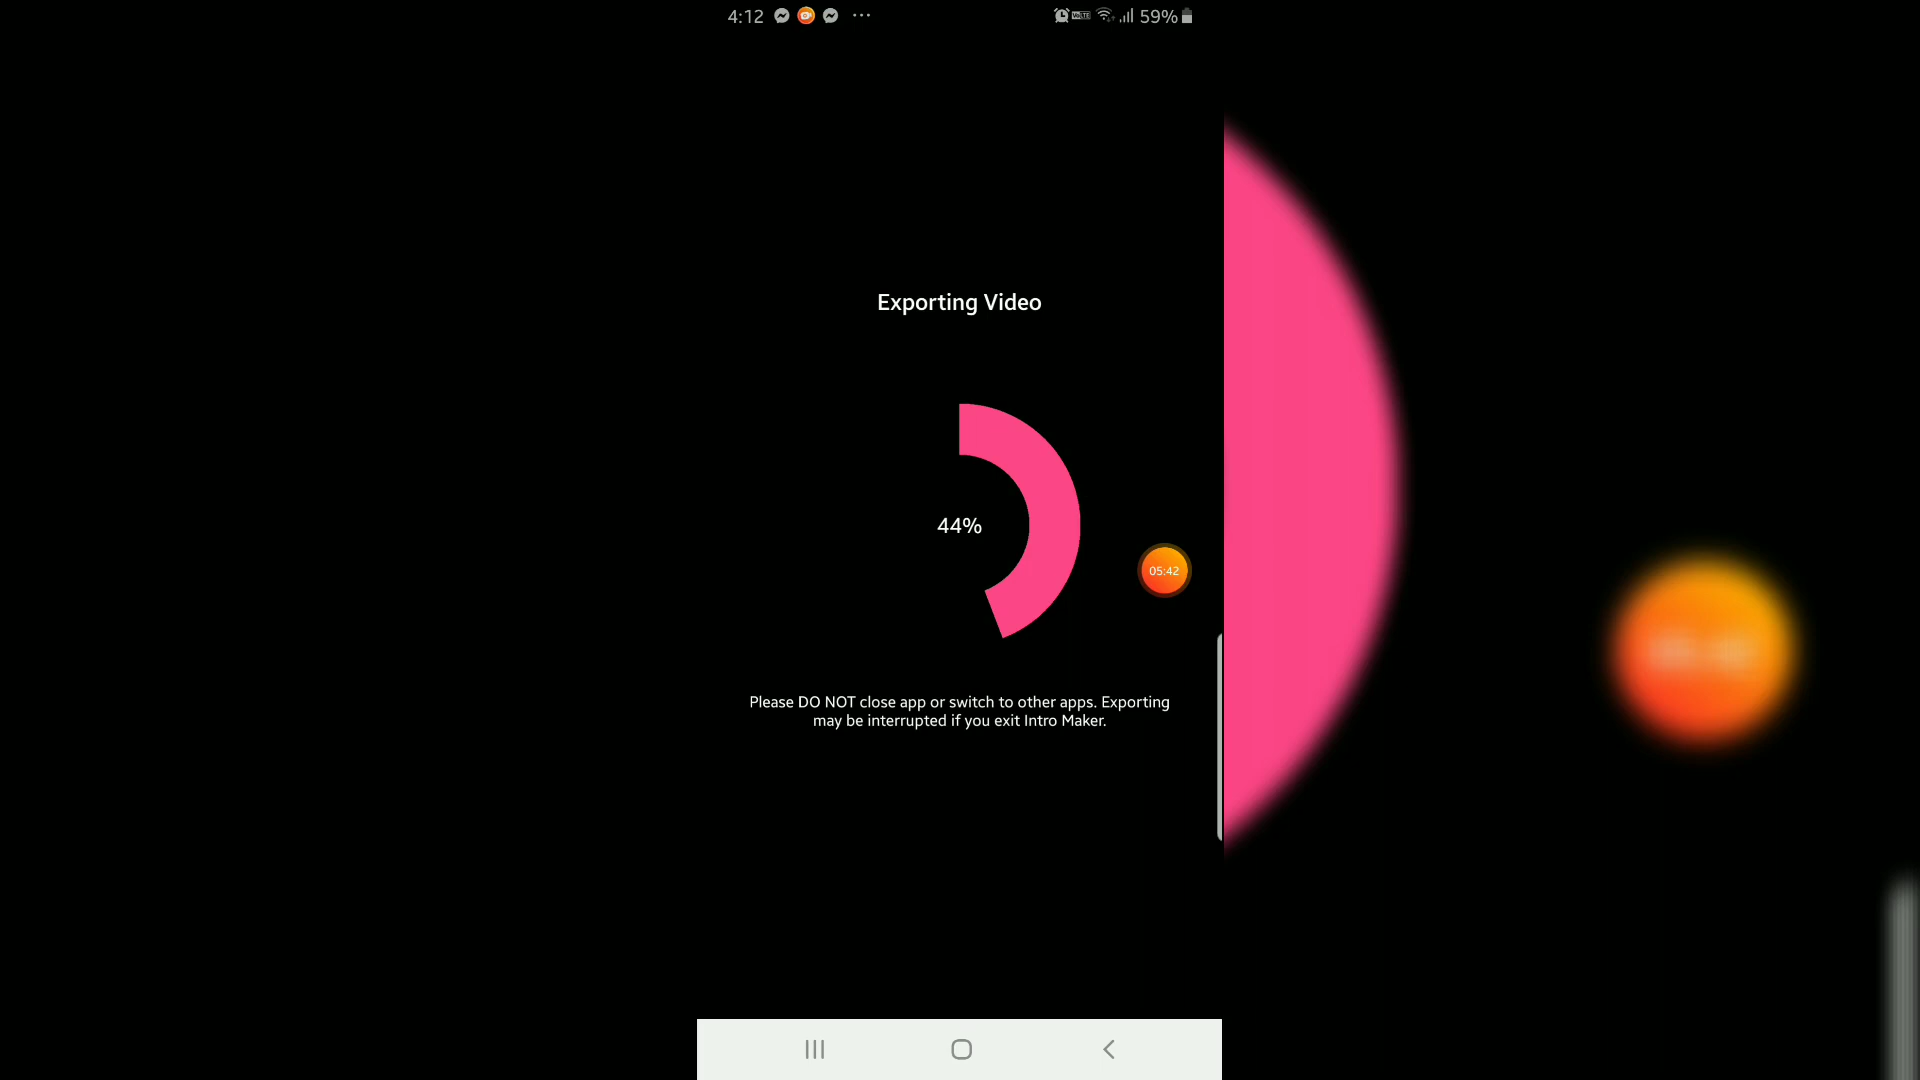 4:12 59%
Exporting Video
44%
05:42
Please DO NOT close app or switch to other apps. Exporting
may be interrupted if you exit Intro Maker.